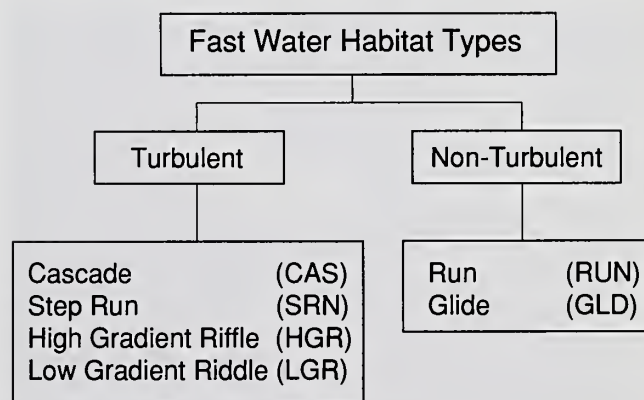 Fast Water Habitat Types
Turbulent
Non-Turbulent
Cascade (CAS)
Step Run (SRN)
High Gradient Riffle (HGR)
Low Gradient Riddle (LGR)
Run (RUN)
Glide (GLD)